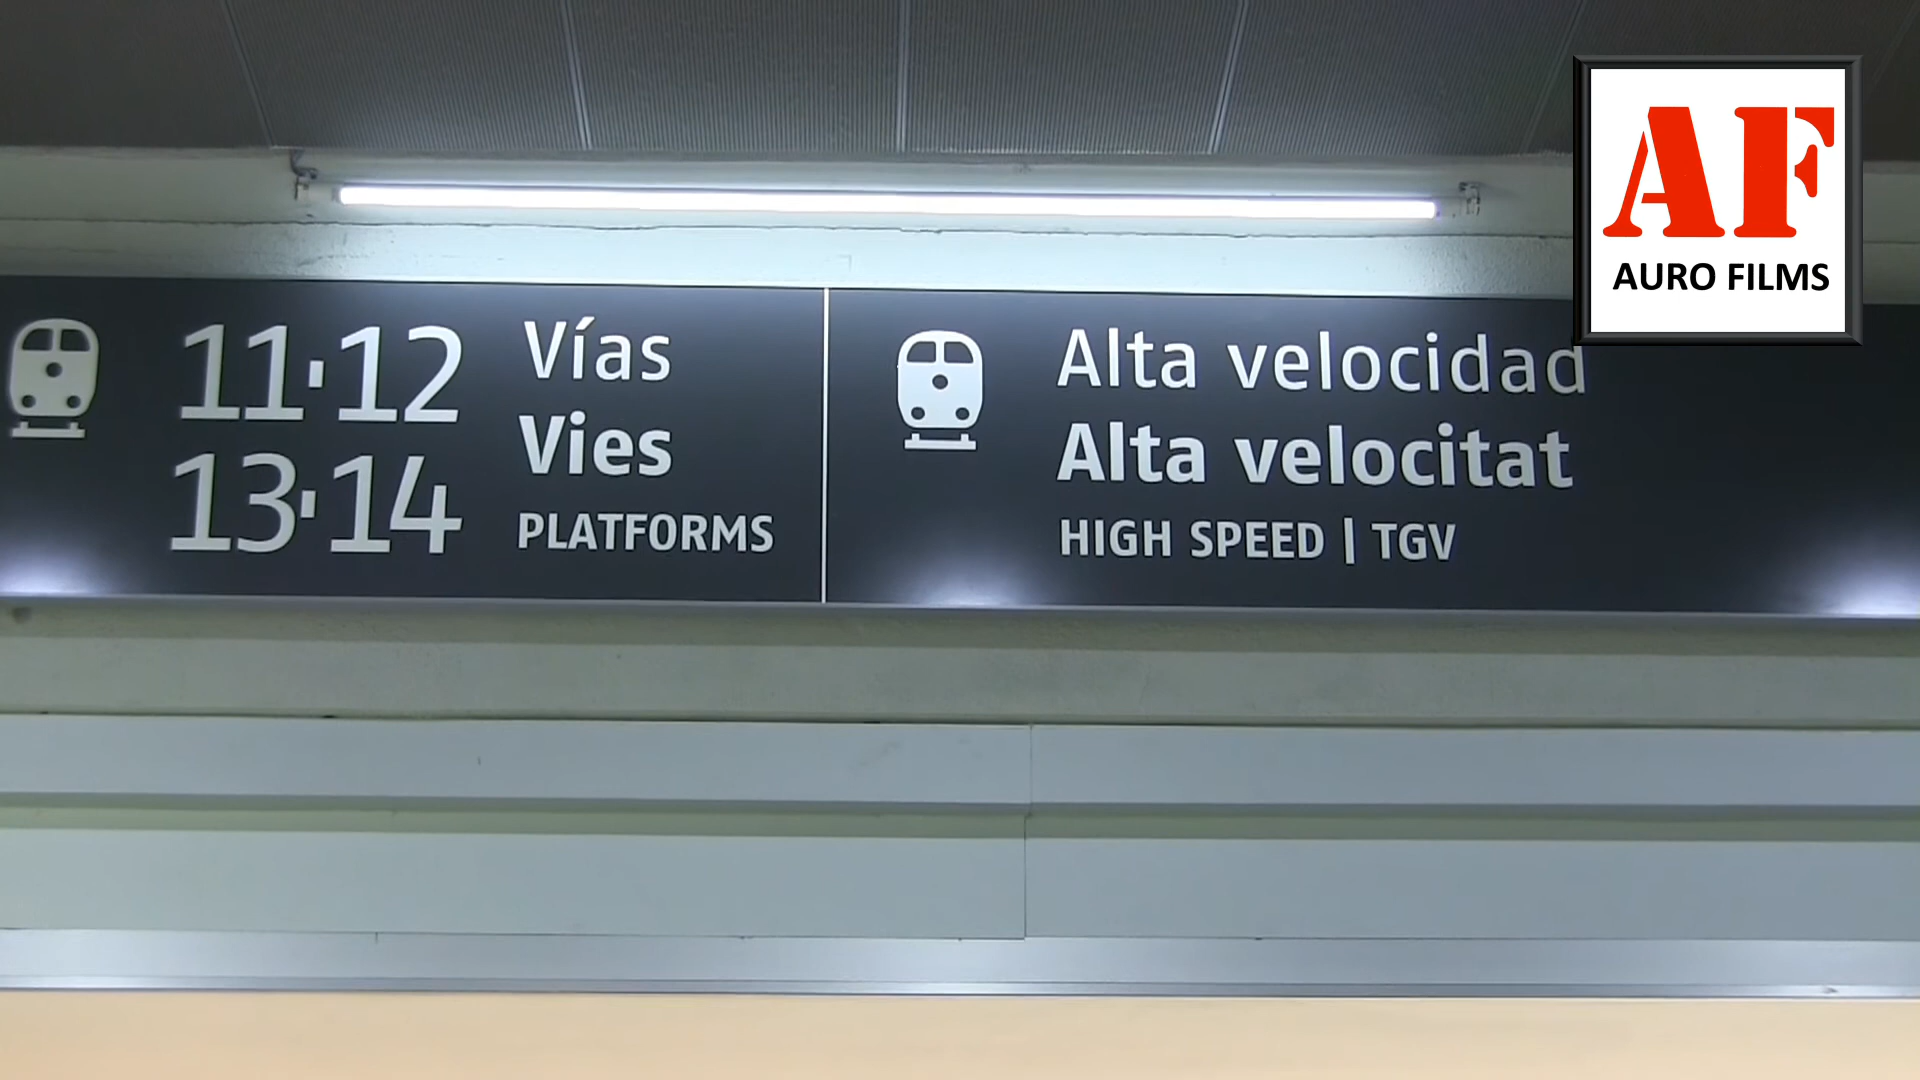 11·12
13·14
Vías
Vies
PLATFORMS
Alta velocidad
Alta velocitat
HIGH SPEED | TGV
AF
AURO FILMS